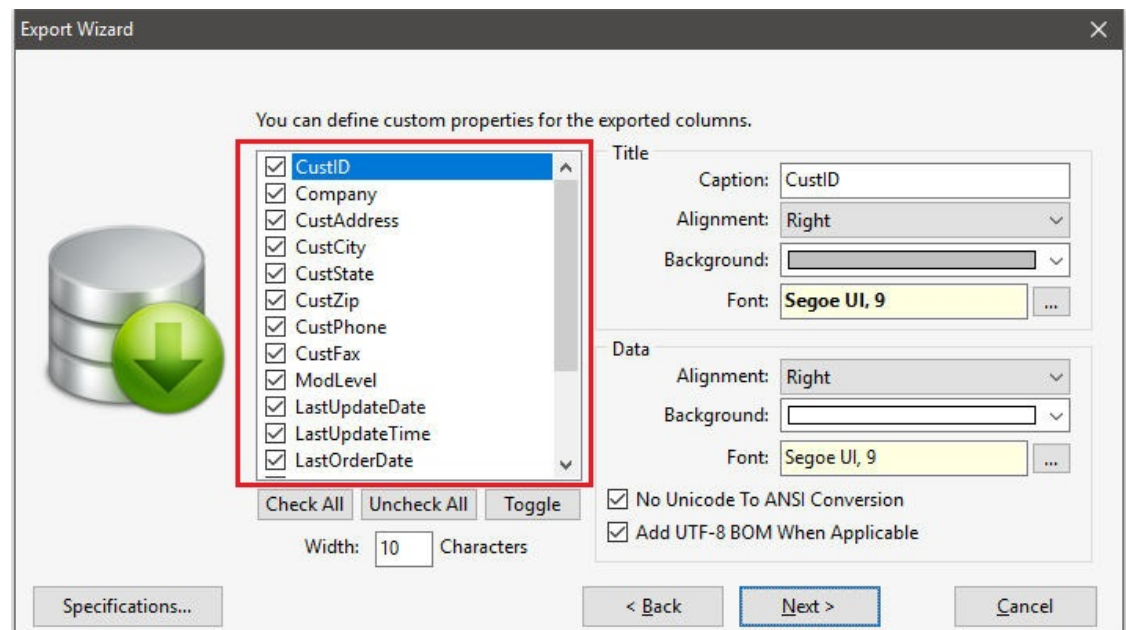 Export Wizard
You can define custom properties for the exported columns.
CustID
Company
CustAddress
CustCity
CustState
CustZip
CustPhone
CustFax
ModLevel
LastUpdateDate
LastUpdateTime
LastOrderDate
Check All Uncheck All Toggle
Width: 10 Characters
Title
Caption: CustID
Alignment: Right
Background:
Font: Segoe UI, 9 ...
Data
Alignment: Right
Background:
Font: Segoe UI, 9 ...
No Unicode To ANSI Conversion
Add UTF-8 BOM When Applicable
Specifications... < Back Next > Cancel